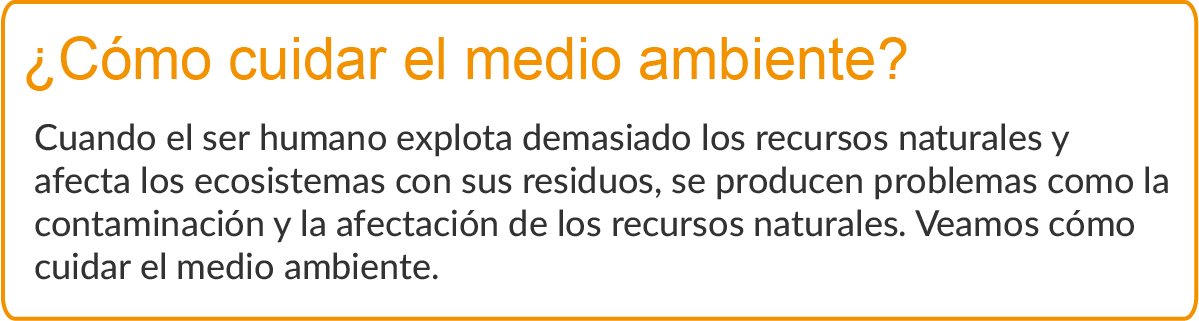 ¿Cómo cuidar el medio ambiente?
Cuando el ser humano explota demasiado los recursos naturales y
afecta los ecosistemas con sus residuos, se producen problemas como la
contaminación y la afectación de los recursos naturales. Veamos cómo
cuidar el medio ambiente.